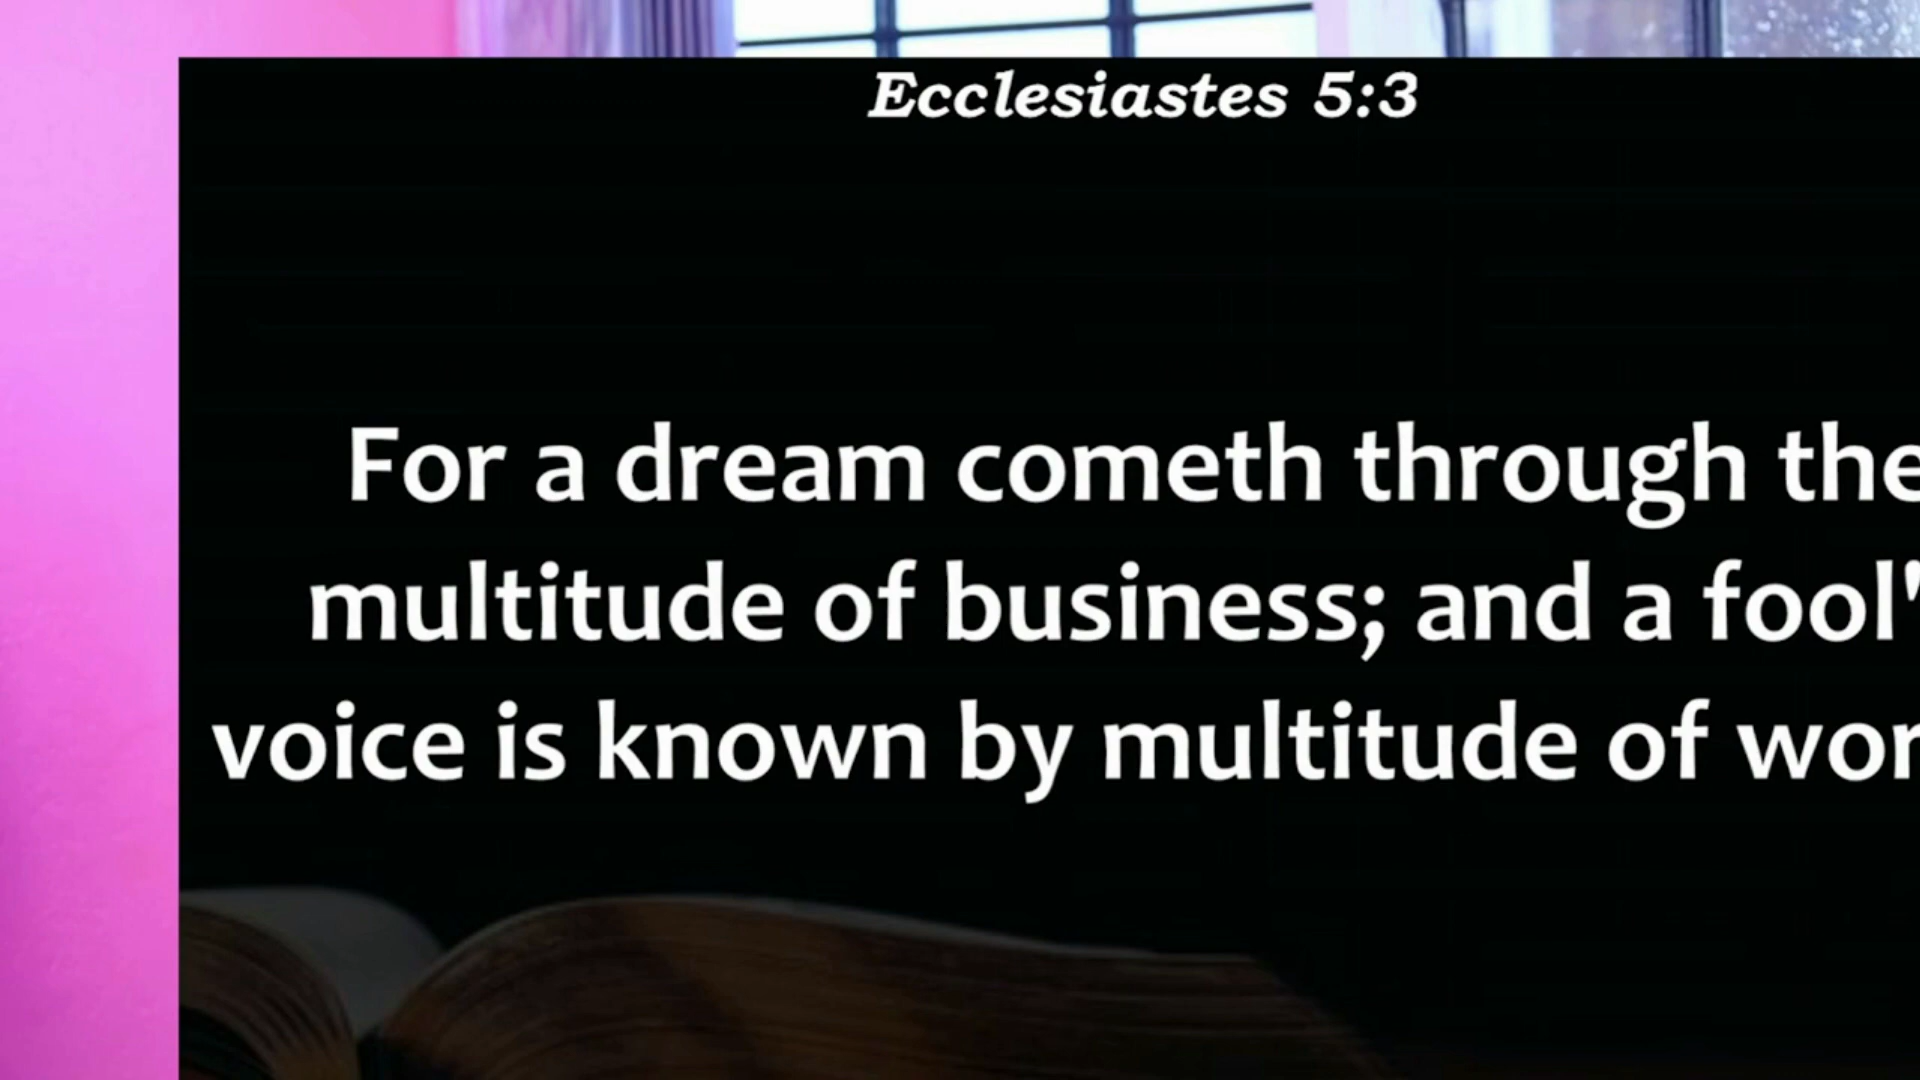 Ecclesiastes 5:3
For a dream cometh through the
multitude of business; and a fool'
voice is known by multitude of wor